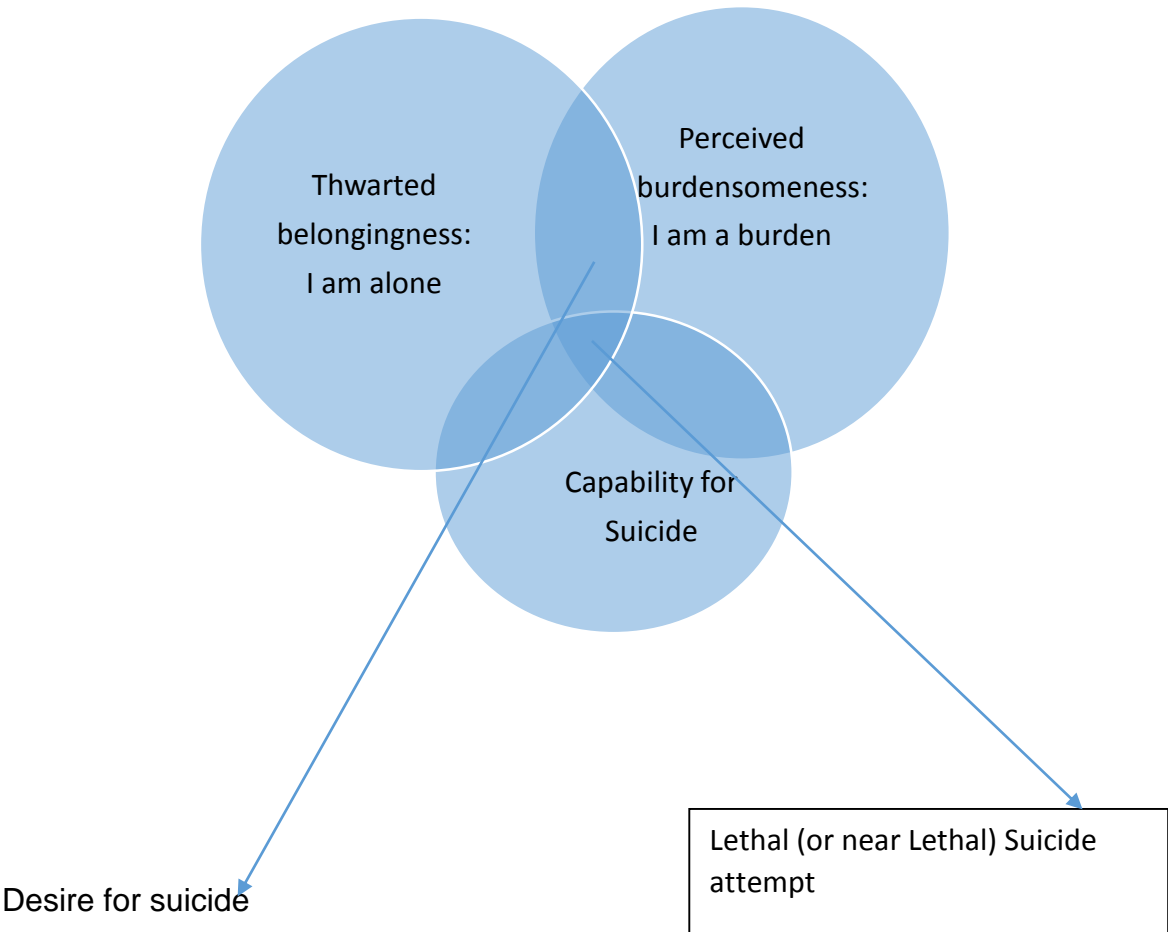 Thwarted
belongingness:
I am alone
Perceived
burdensomeness:
I am a burden
Capability for
Suicide
Desire for suicide
Lethal (or near Lethal) Suicide
attempt